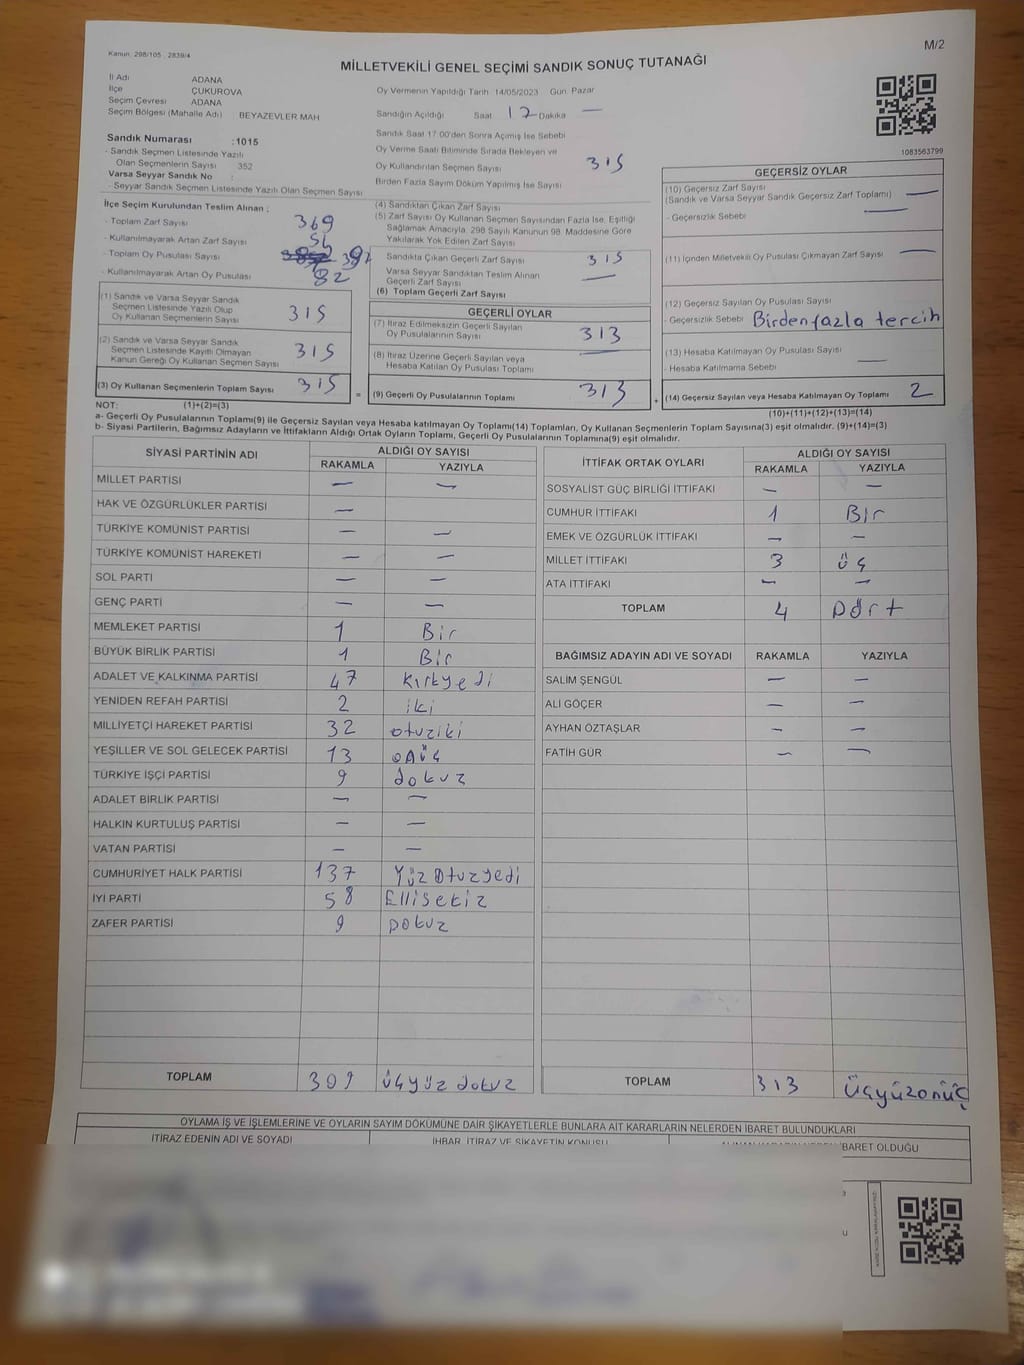 Kanun: 298/105 , 2839/4
M/2
MİLLETVEKİLİ GENEL SEÇİMİ SANDIK SONUÇ TUTANAĞI
İl Adı ADANA
İlçe ÇUKUROVA
Seçim Çevresi ADANA
Seçim Bölgesi (Mahalle Adı) BEYAZEVLER MAH
Sandık Numarası :1015
- Sandık Seçmen Listesinde Yazılı
Olan Seçmenlerin Sayısı 352
Varsa Seyyar Sandık No :
- Seyyar Sandık Seçmen Listesinde Yazılı Olan Seçmen Sayısı
Oy Vermenin Yapıldığı Tarih 14/05/2023 Gün Pazar
Sandığın Açıldığı Saat 17 Dakika —
Sandık Saat 17.00'den Sonra Açılmış İse Sebebi
Oy Verme Saati Bitiminde Sırada Bekleyen ve
Oy Kullandırılan Seçmen Sayısı 315
Birden Fazla Sayım Döküm Yapılmış İse Sayısı
1083563799
İlçe Seçim Kurulundan Teslim Alınan ;
- Toplam Zarf Sayısı 369
- Kullanılmayarak Artan Zarf Sayısı 54
- Toplam Oy Pusulası Sayısı 397
- Kullanılmayarak Artan Oy Pusulası 82
(4) Sandıktan Çıkan Zarf Sayısı
(5) Zarf Sayısı Oy Kullanan Seçmen Sayısından Fazla İse, Eşitliği
Sağlamak Amacıyla, 298 Sayılı Kanunun 98. Maddesine Göre
Yakılarak Yok Edilen Zarf Sayısı
Sandıkta Çıkan Geçerli Zarf Sayısı 315
Varsa Seyyar Sandıktan Teslim Alınan
Geçerli Zarf Sayısı —
(6) Toplam Geçerli Zarf Sayısı
GEÇERSİZ OYLAR
(10) Geçersiz Zarf Sayısı
(Sandık ve Varsa Seyyar Sandık Geçersiz Zarf Toplamı) —
- Geçersizlik Sebebi —
(11) İçinden Milletvekili Oy Pusulası Çıkmayan Zarf Sayısı —
(12) Geçersiz Sayılan Oy Pusulası Sayısı
- Geçersizlik Sebebi Birden fazla tercih
(13) Hesaba Katılmayan Oy Pusulası Sayısı
- Hesaba Katılmama Sebebi —
(14) Geçersiz Sayılan veya Hesaba Katılmayan Oy Toplamı 2
(10)+(11)+(12)+(13)=(14)
(1) Sandık ve Varsa Seyyar Sandık
Seçmen Listesinde Yazılı Olup
Oy Kullanan Seçmenlerin Sayısı 315
(2) Sandık ve Varsa Seyyar Sandık
Seçmen Listesinde Kayıtlı Olmayan
Kanun Gereği Oy Kullanan Seçmen Sayısı 315
(3) Oy Kullanan Seçmenlerin Toplam Sayısı 315 =
GEÇERLİ OYLAR
(7) İtiraz Edilmeksizin Geçerli Sayılan
Oy Pusulalarının Sayısı 313
(8) İtiraz Üzerine Geçerli Sayılan veya
Hesaba Katılan Oy Pusulası Toplamı —
(9) Geçerli Oy Pusulalarının Toplamı 313 +
NOT: (1)+(2)=(3)
a- Geçerli Oy Pusulalarının Toplamı(9) ile Geçersiz Sayılan veya Hesaba katılmayan Oy Toplamı(14) Toplamları, Oy Kullanan Seçmenlerin Toplam Sayısına(3) eşit olmalıdır. (9)+(14)=(3)
b- Siyasi Partilerin, Bağımsız Adayların ve İttifakların Aldığı Ortak Oyların Toplamı, Geçerli Oy Pusulalarının Toplamına(9) eşit olmalıdır.
SİYASİ PARTİNİN ADI ALDIĞI OY SAYISI
RAKAMLA YAZIYLA
MİLLET PARTİSİ — —
HAK VE ÖZGÜRLÜKLER PARTİSİ —
TÜRKİYE KOMÜNİST PARTİSİ — —
TÜRKİYE KOMÜNİST HAREKETİ — —
SOL PARTİ — —
GENÇ PARTİ — —
MEMLEKET PARTİSİ 1 Bir
BÜYÜK BİRLİK PARTİSİ 1 Bir
ADALET VE KALKINMA PARTİSİ 47 Kırkyedi
YENİDEN REFAH PARTİSİ 2 iki
MİLLİYETÇİ HAREKET PARTİSİ 32 otuziki
YEŞİLLER VE SOL GELECEK PARTİSİ 13 onüç
TÜRKİYE İŞÇİ PARTİSİ 9 dokuz
ADALET BİRLİK PARTİSİ — —
HALKIN KURTULUŞ PARTİSİ — —
VATAN PARTİSİ — —
CUMHURİYET HALK PARTİSİ 137 Yüz Otuzyedi
İYİ PARTİ 58 Ellisekiz
ZAFER PARTİSİ 9 Dokuz
TOPLAM 309 üçyüz dokuz
İTTİFAK ORTAK OYLARI ALDIĞI OY SAYISI
RAKAMLA YAZIYLA
SOSYALİST GÜÇ BİRLİĞİ İTTİFAKI — —
CUMHUR İTTİFAKI 1 Bir
EMEK VE ÖZGÜRLÜK İTTİFAKI — —
MİLLET İTTİFAKI 3 üç
ATA İTTİFAKI — —
TOPLAM 4 Dört
BAĞIMSIZ ADAYIN ADI VE SOYADI RAKAMLA YAZIYLA
SALİM ŞENGÜL — —
ALİ GÖÇER — —
AYHAN ÖZTAŞLAR — —
FATİH GÜR — —
TOPLAM 313 Üçyüzonüç
OYLAMA İŞ VE İŞLEMLERİNE VE OYLARIN SAYIM DÖKÜMÜNE DAİR ŞİKAYETLERLE BUNLARA AİT KARARLARIN NELERDEN İBARET BULUNDUKLARI
İTİRAZ EDENİN ADI VE SOYADI İHBAR, İTİRAZ VE ŞİKAYETİN KONUSU İBARET OLDUĞU